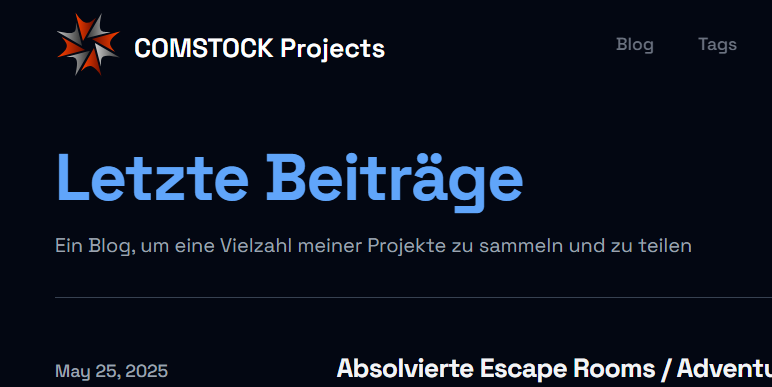 COMSTOCK Projects
Blog
Tags
Letzte Beiträge
Ein Blog, um eine Vielzahl meiner Projekte zu sammeln und zu teilen
May 25, 2025
Absolvierte Escape Rooms /